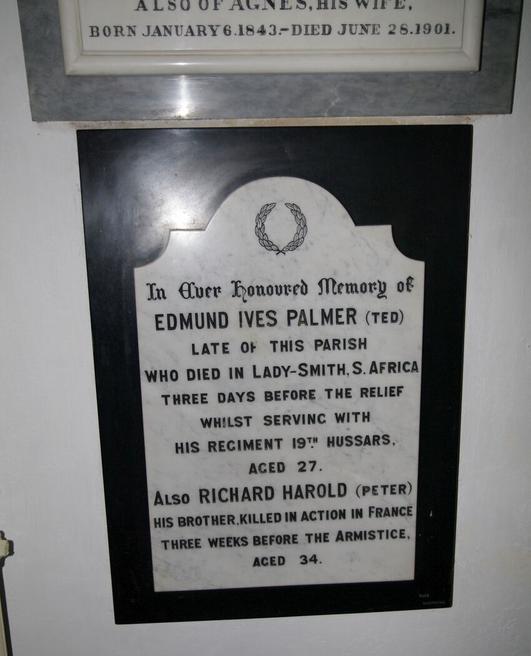 ALSO OF AGNES, HIS WIFE,
BORN JANUARY 6. 1843.–DIED JUNE 28. 1901.
In Ever Honoured Memory of
EDMUND IVES PALMER (TED)
LATE OF THIS PARISH
WHO DIED IN LADY-SMITH, S. AFRICA
THREE DAYS BEFORE THE RELIEF
WHILST SERVING WITH
HIS REGIMENT 19TH HUSSARS,
AGED 27.
ALSO RICHARD HAROLD (PETER)
HIS BROTHER, KILLED IN ACTION IN FRANCE
THREE WEEKS BEFORE THE ARMISTICE,
AGED 34.